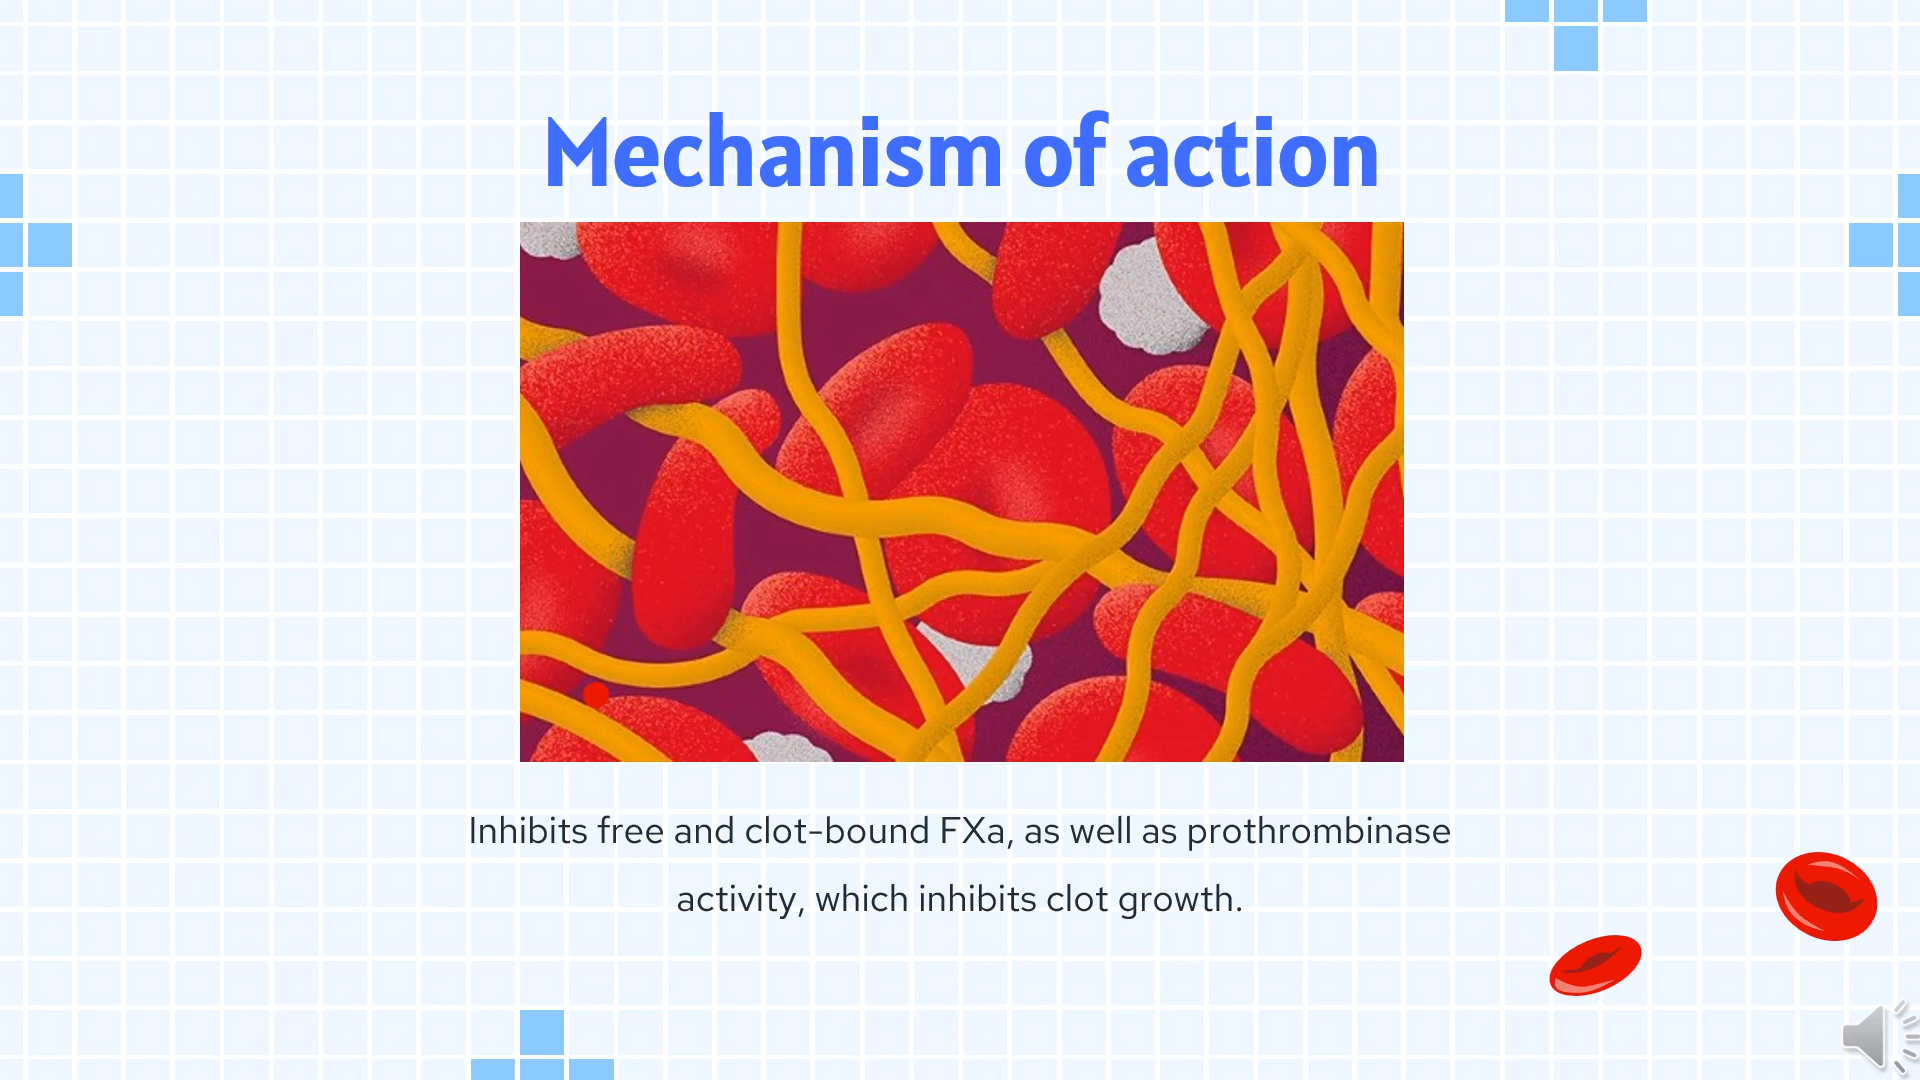 Mechanism of action
Inhibits free and clot-bound FXa, as well as prothrombinase
activity, which inhibits clot growth.